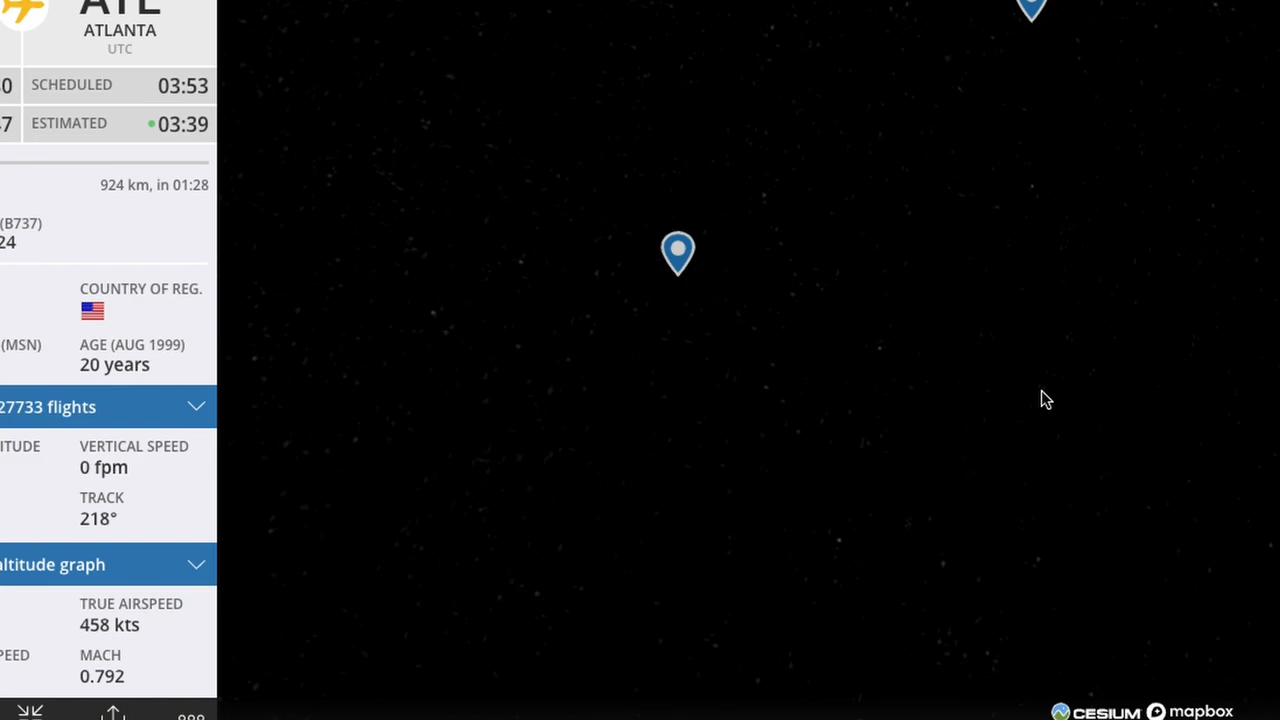 ATL
ATLANTA
UTC
0 SCHEDULED 03:53
7 ESTIMATED 03:39
924 km, in 01:28
(B737)
24
COUNTRY OF REG.
(MSN) AGE (AUG 1999)
20 years
27733 flights
ITUDE VERTICAL SPEED
0 fpm
TRACK
218°
altitude graph
TRUE AIRSPEED
458 kts
PEED MACH
0.792
CESIUM mapbox